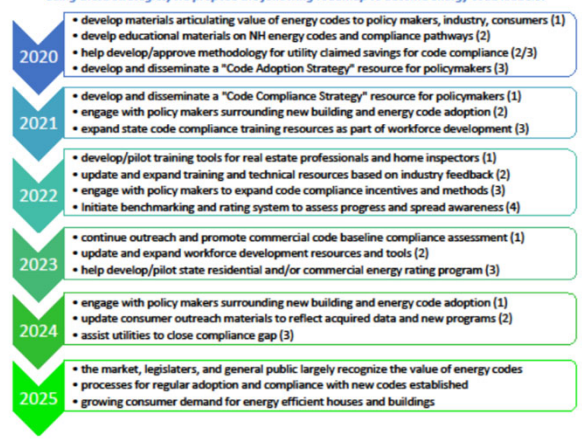 2020
• develop materials articulating value of energy codes to policy makers, industry, consumers (1)
• develp educational materials on NH energy codes and compliance pathways (2)
• help develop/approve methodology for utility claimed savings for code compliance (2/3)
• develop and disseminate a "Code Adoption Strategy" resource for policymakers (3)
2021
• develop and disseminate a "Code Compliance Strategy" resource for policymakers (1)
• engage with policy makers surrounding new building and energy code adoption (2)
• expand state code compliance training resources as part of workforce development (3)
2022
• develop/pilot training tools for real estate professionals and home inspectors (1)
• update and expand training and technical resources based on industry feedback (2)
• engage with policy makers to expand code compliance incentives and methods (3)
• Initiate benchmarking and rating system to assess progress and spread awareness (4)
2023
• continue outreach and promote commercial code baseline compliance assessment (1)
• update and expand workforce development resources and tools (2)
• help develop/pilot state residential and/or commercial energy rating program (3)
2024
• engage with policy makers surrounding new building and energy code adoption (1)
• update consumer outreach materials to reflect acquired data and new programs (2)
• assist utilities to close compliance gap (3)
2025
• the market, legislaters, and general public largely recognize the value of energy codes
• processes for regular adoption and compliance with new codes established
• growing consumer demand for energy efficient houses and buildings